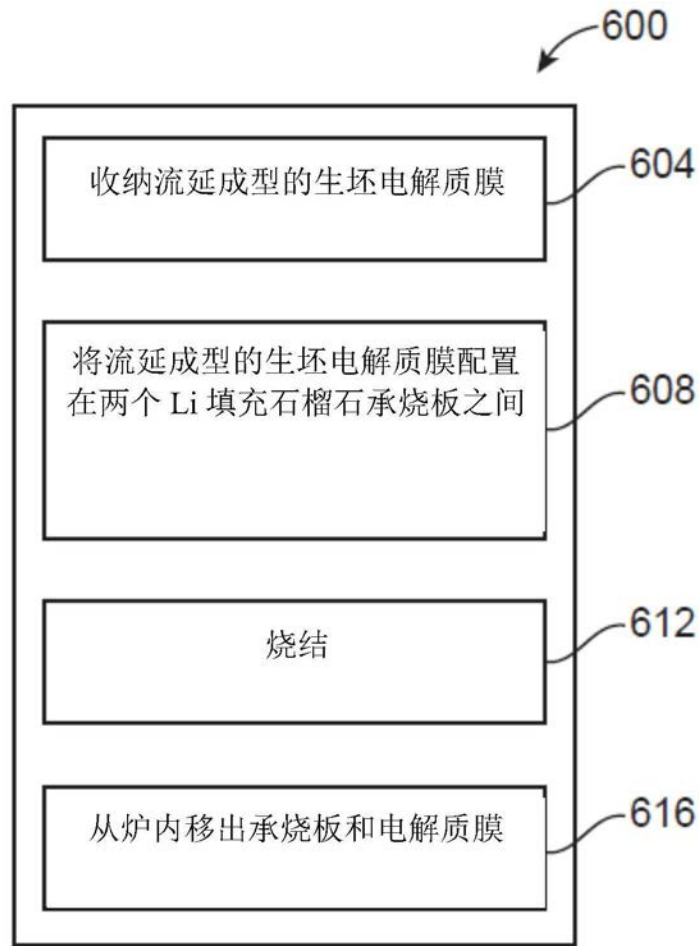 600
收纳流延成型的生坯电解质膜
604
将流延成型的生坯电解质膜配置
在两个 Li 填充石榴石承烧板之间
608
烧结
612
从炉内移出承烧板和电解质膜
616